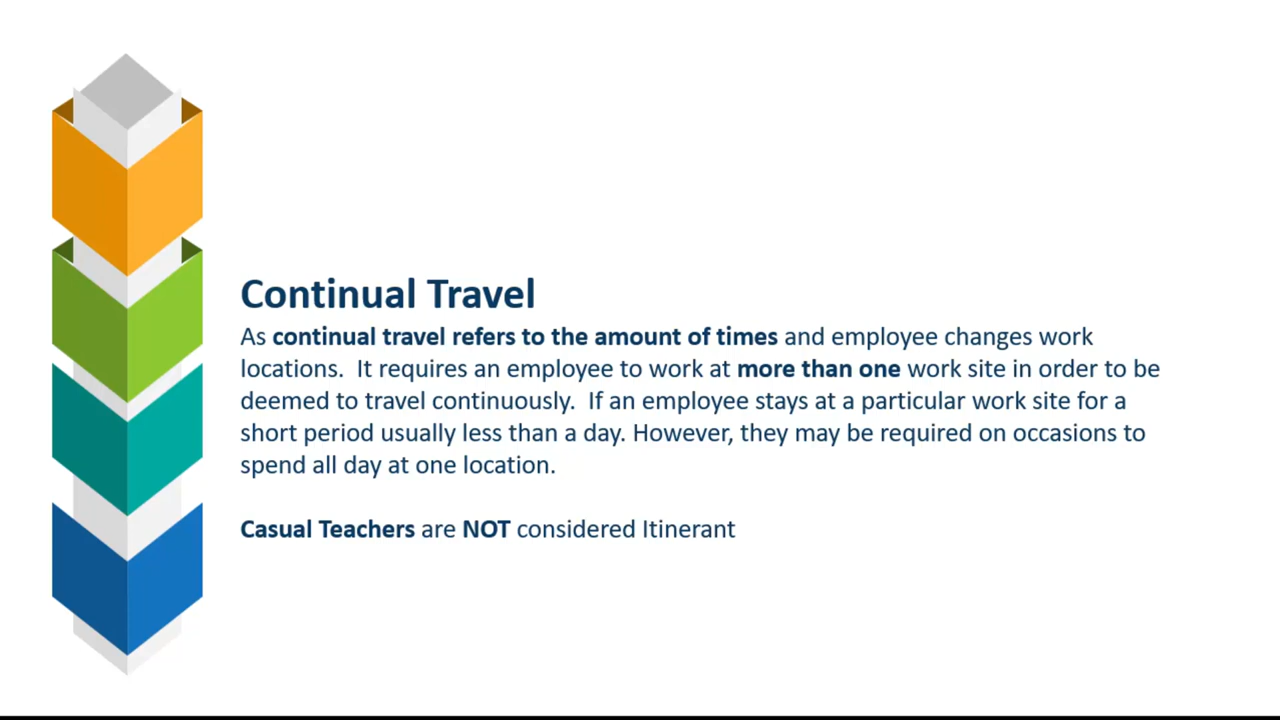 Continual Travel
As continual travel refers to the amount of times and employee changes work
locations.  It requires an employee to work at more than one work site in order to be
deemed to travel continuously.  If an employee stays at a particular work site for a
short period usually less than a day. However, they may be required on occasions to
spend all day at one location.
Casual Teachers are NOT considered Itinerant